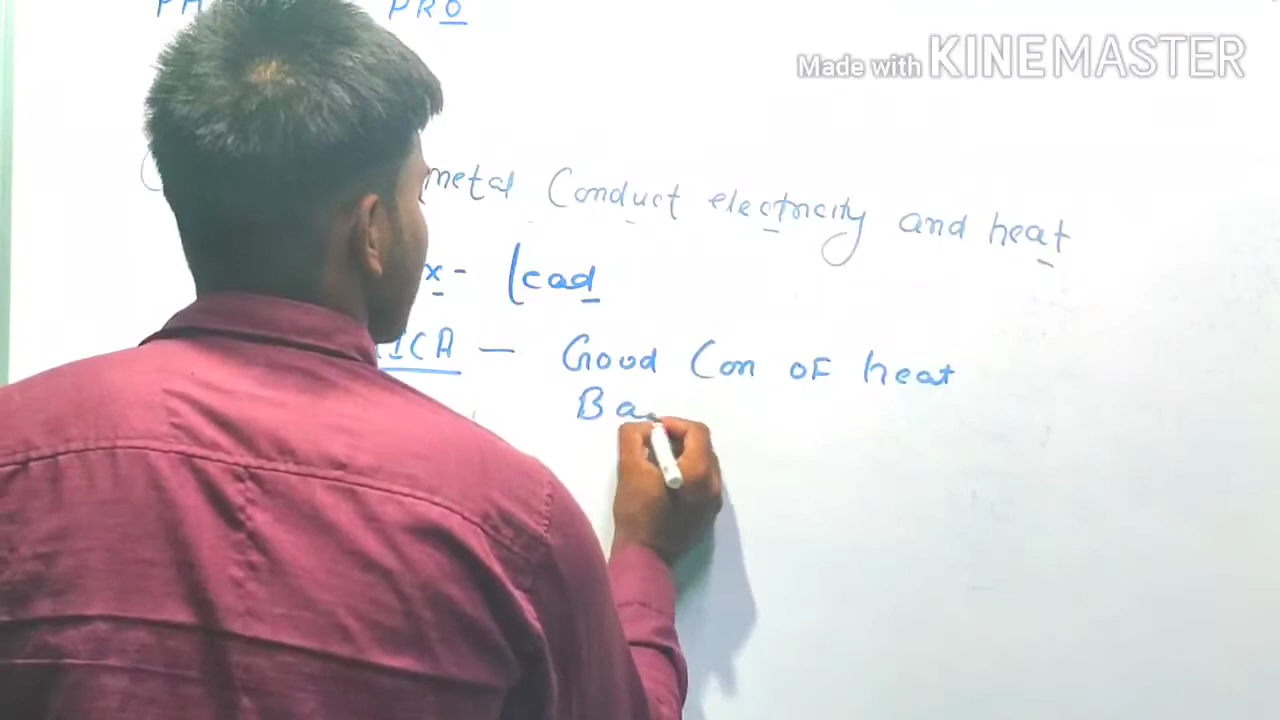 PRO
Made with KINEMASTER
metal Conduct electricity and heat
x - lead
ICA — Good Con OF heat
Ba